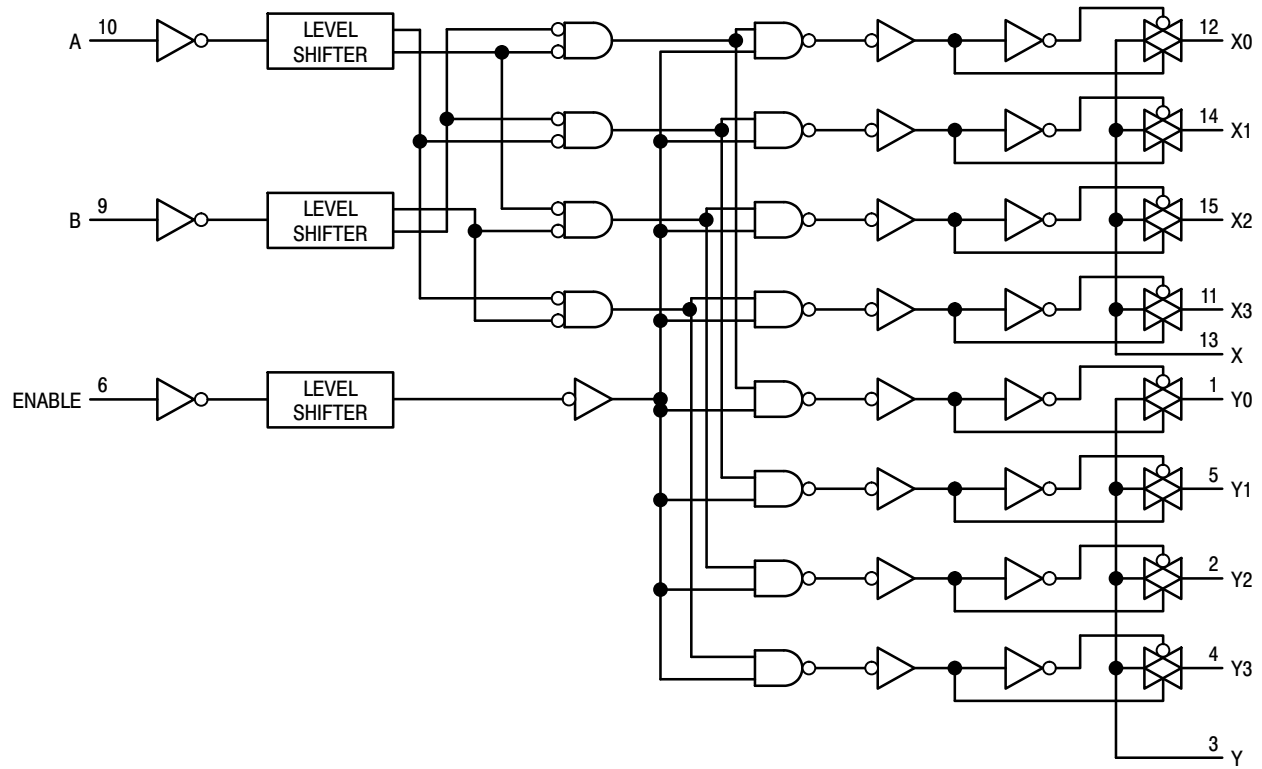 A 10
LEVEL
SHIFTER
12 X0
14 X1
B 9
LEVEL
SHIFTER
15 X2
11 X3
13 X
ENABLE 6
LEVEL
SHIFTER
1 Y0
5 Y1
2 Y2
4 Y3
3 Y